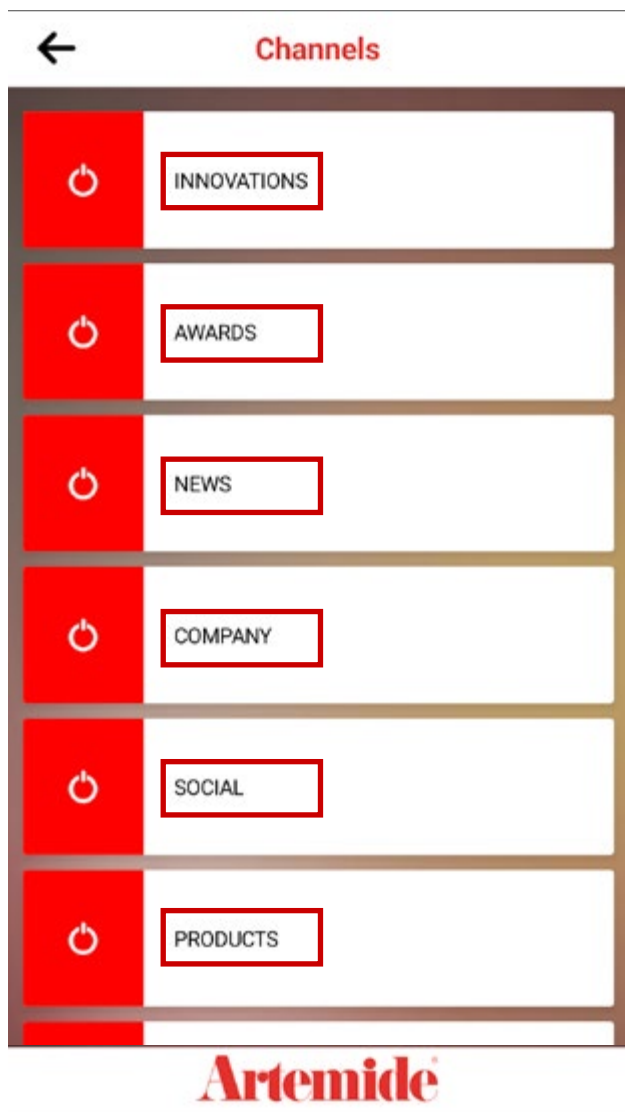 Channels
INNOVATIONS
AWARDS
NEWS
COMPANY
SOCIAL
PRODUCTS
Artemide